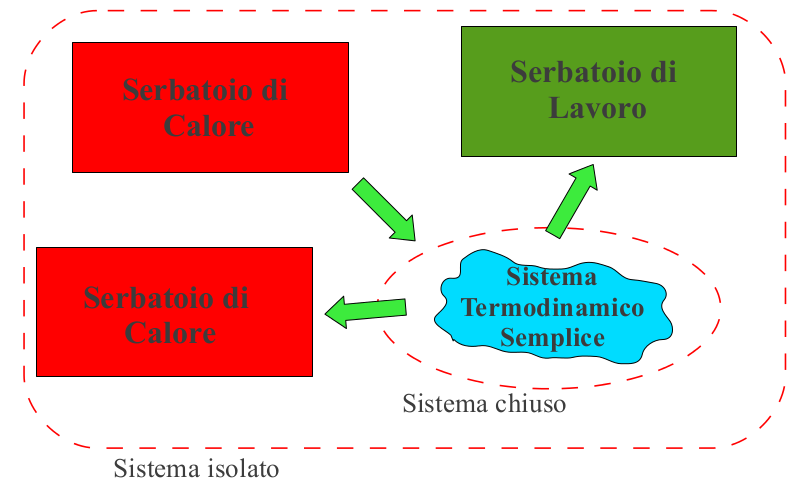 Serbatoio di
Calore
Serbatoio di
Lavoro
Serbatoio di
Calore
Sistema
Termodinamico
Semplice
Sistema chiuso
Sistema isolato